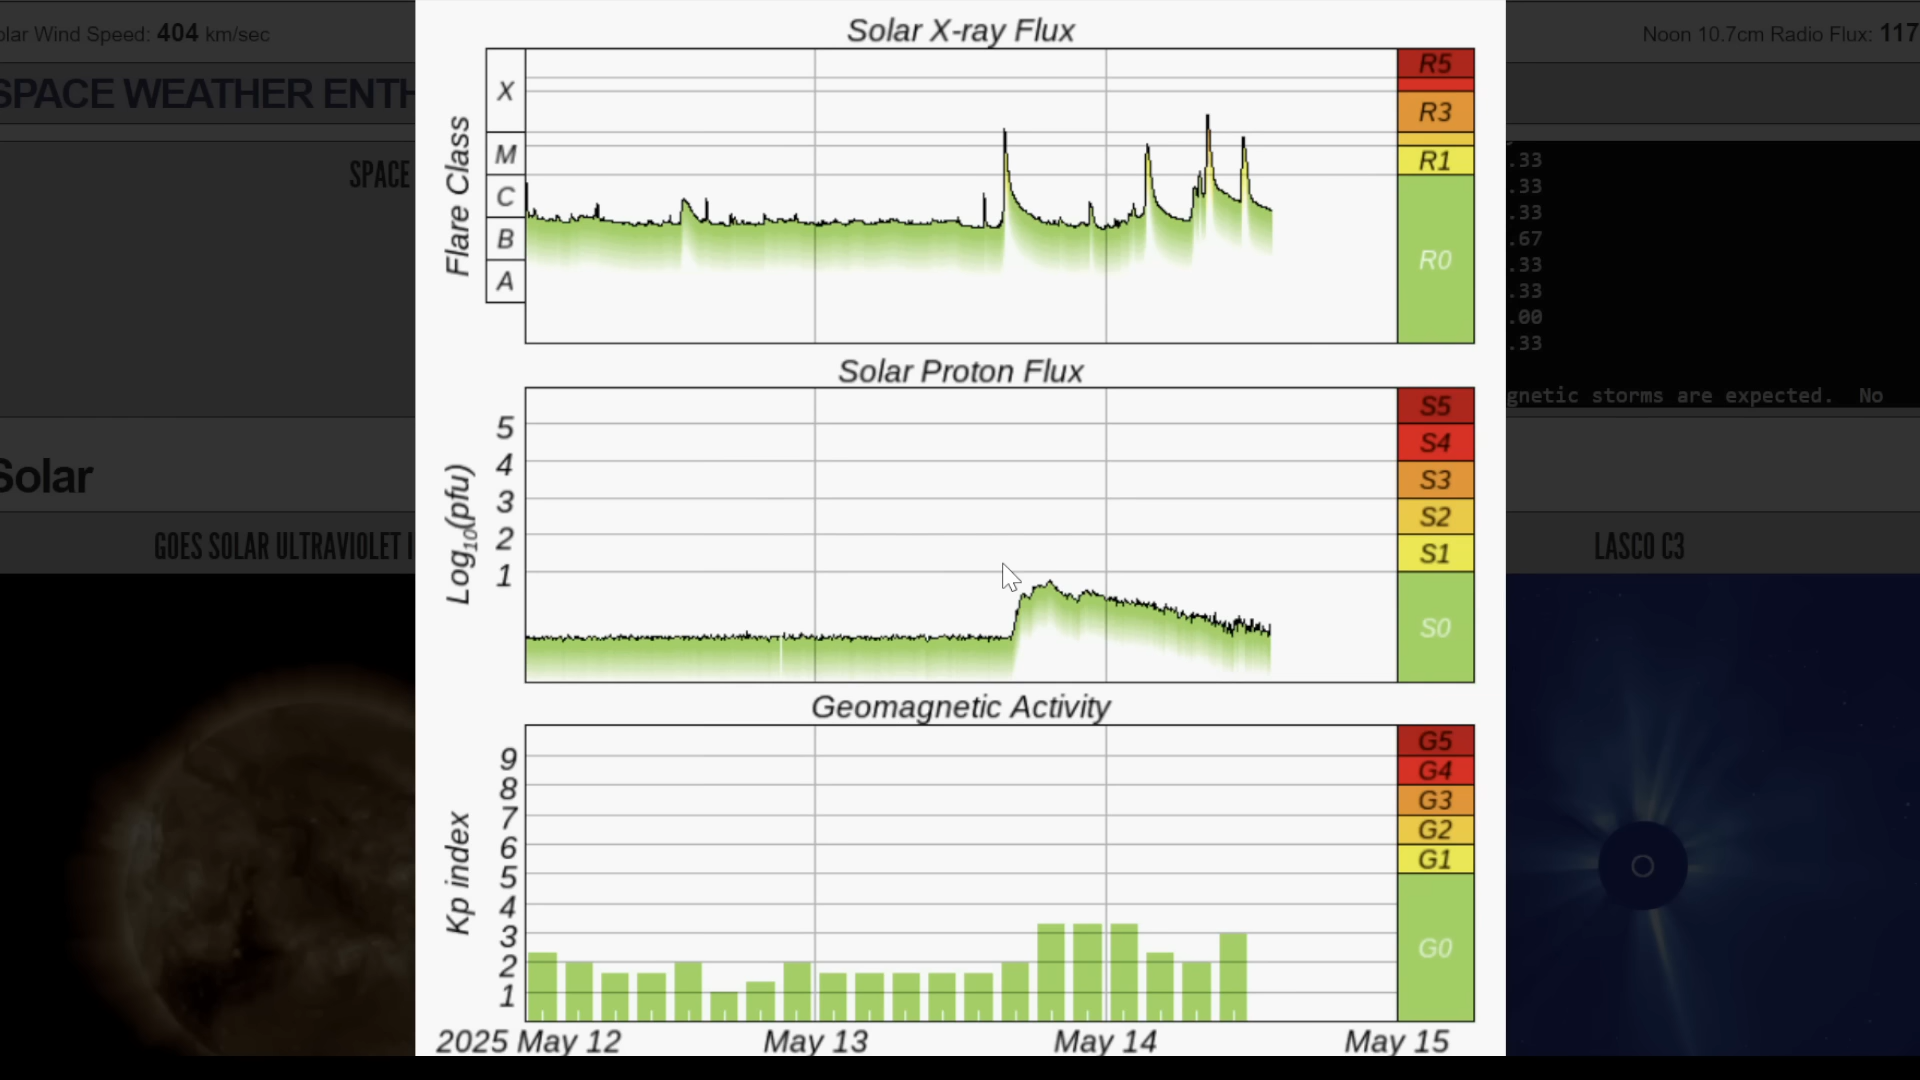 olar Wind Speed: 404 km/sec
Noon 10.7cm Radio Flux: 117
SPACE WEATHER ENTH
SPACE
Solar X-ray Flux
Flare Class
X
M
C
B
A
R5
R3
R1
R0
.33
.33
.33
.67
.33
.33
.00
.33
gnetic storms are expected. No
Solar Proton Flux
Log10(pfu)
5
4
3
2
1
S5
S4
S3
S2
S1
S0
Solar
GOES SOLAR ULTRAVIOLET I
LASCO C3
Geomagnetic Activity
Kp index
9
8
7
6
5
4
3
2
1
G5
G4
G3
G2
G1
G0
2025 May 12
May 13
May 14
May 15